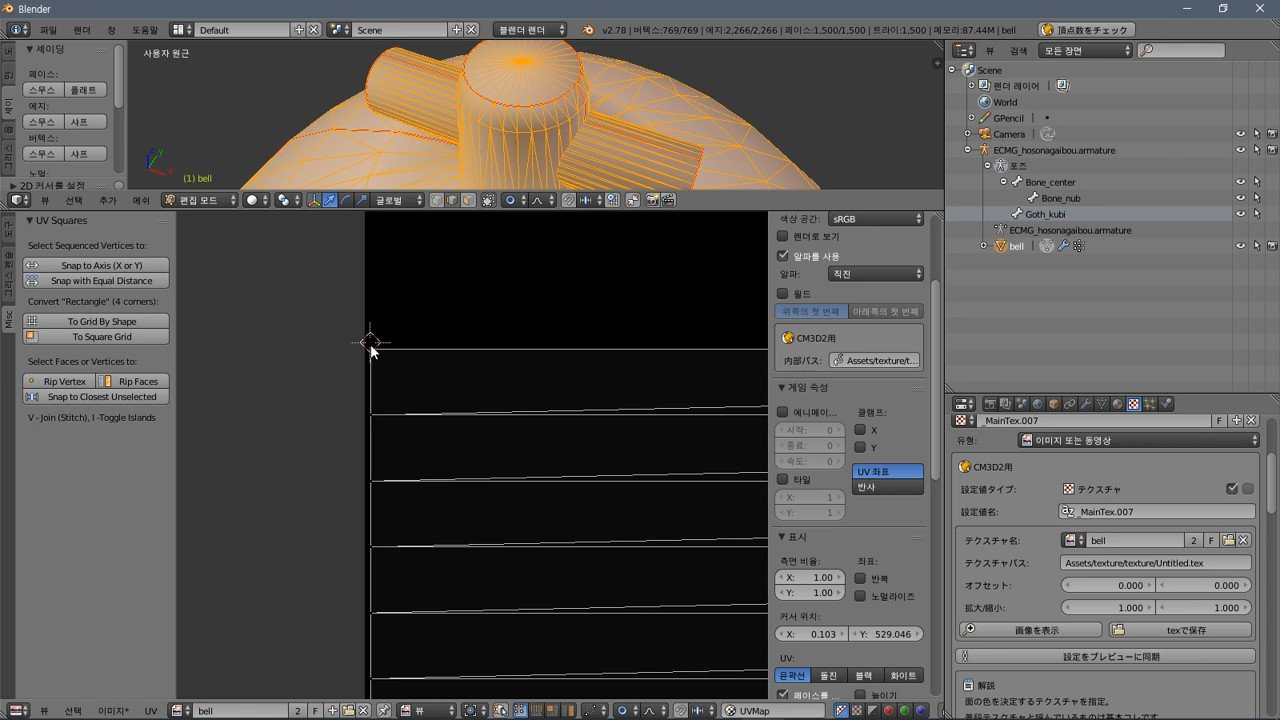 Blender
파일
렌더
창
도움말
Default
Scene
블렌더 렌더
v2.78 | 버텍스:769/769 | 에지:2,266/2,266 | 페이스:1,500/1,500 | 트라이:1,500 | 메모리:87.44M | bell
頂点数をチェック
셰이딩
페이스:
스무스
플래트
에지:
스무스
샤프
버텍스:
스무스
샤프
노멀:
2D 커서를 설정
사용자 원근
(1) bell
뷰
선택
추가
메쉬
편집 모드
글로벌
UV Squares
Select Sequenced Vertices to:
Snap to Axis (X or Y)
Snap with Equal Distance
Convert "Rectangle" (4 corners):
To Grid By Shape
To Square Grid
Select Faces or Vertices to:
Rip Vertex
Rip Faces
Snap to Closest Unselected
V - Join (Stitch), I -Toggle Islands
Misc
색상 공간:
sRGB
렌더로 보기
알파를 사용
알파:
직진
필드
위쪽의 첫 번째
아래쪽의 첫 번째
CM3D2用
内部パス:
Assets/texture/t...
게임 속성
에니메이...
클램프:
시작: 0
종료: 0
속도: 0
X
Y
UV 좌표
반사
타일
X: 1
Y: 1
표시
측면 비율:
좌표:
X: 1.00
Y: 1.00
반복
노멀라이즈
커서 위치:
X: 0.103
Y: 529.046
UV:
윤곽선
돌진
블랙
화이트
페이스를 ...
늘이기
뷰
선택
이미지*
UV
bell
2
F
뷰
UVMap
뷰
검색
모든 장면
Scene
렌더 레이어
World
GPencil
Camera
ECMG_hosonagaibou.armature
포즈
Bone_center
Bone_nub
Goth_kubi
ECMG_hosonagaibou.armature
bell
_MainTex.007
F
유형:
이미지 또는 동영상
CM3D2用
設定値タイプ:
テクスチャ
設定値名:
_MainTex.007
テクスチャ名:
bell
2
F
テクスチャパス:
Assets/texture/texture/Untitled.tex
オフセット:
0.000
0.000
拡大/縮小:
1.000
1.000
画像を表示
texで保存
設定をプレビューに同期
解説
面の色を決定するテクスチャを指定。